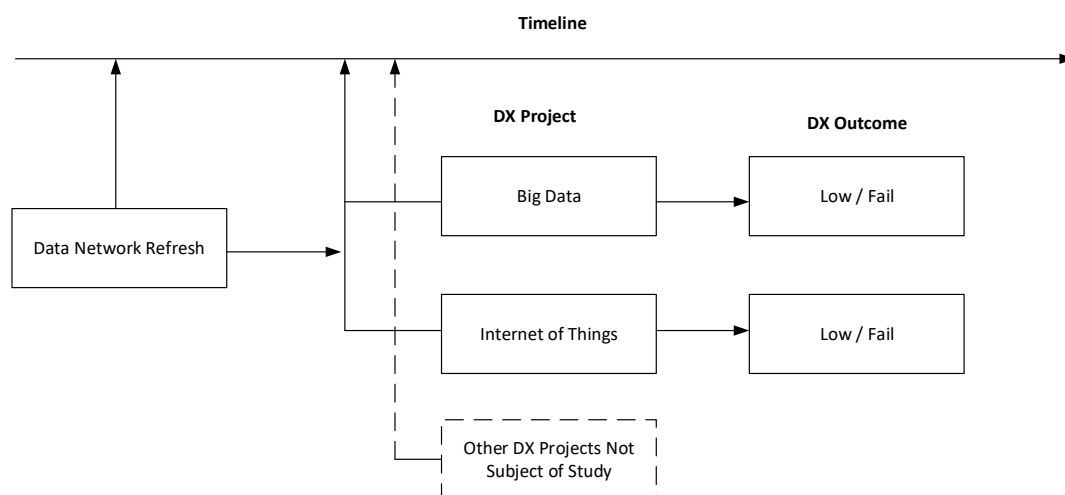 Timeline
DX Project
DX Outcome
Big Data
Low / Fail
Data Network Refresh
Internet of Things
Low / Fail
Other DX Projects Not
Subject of Study